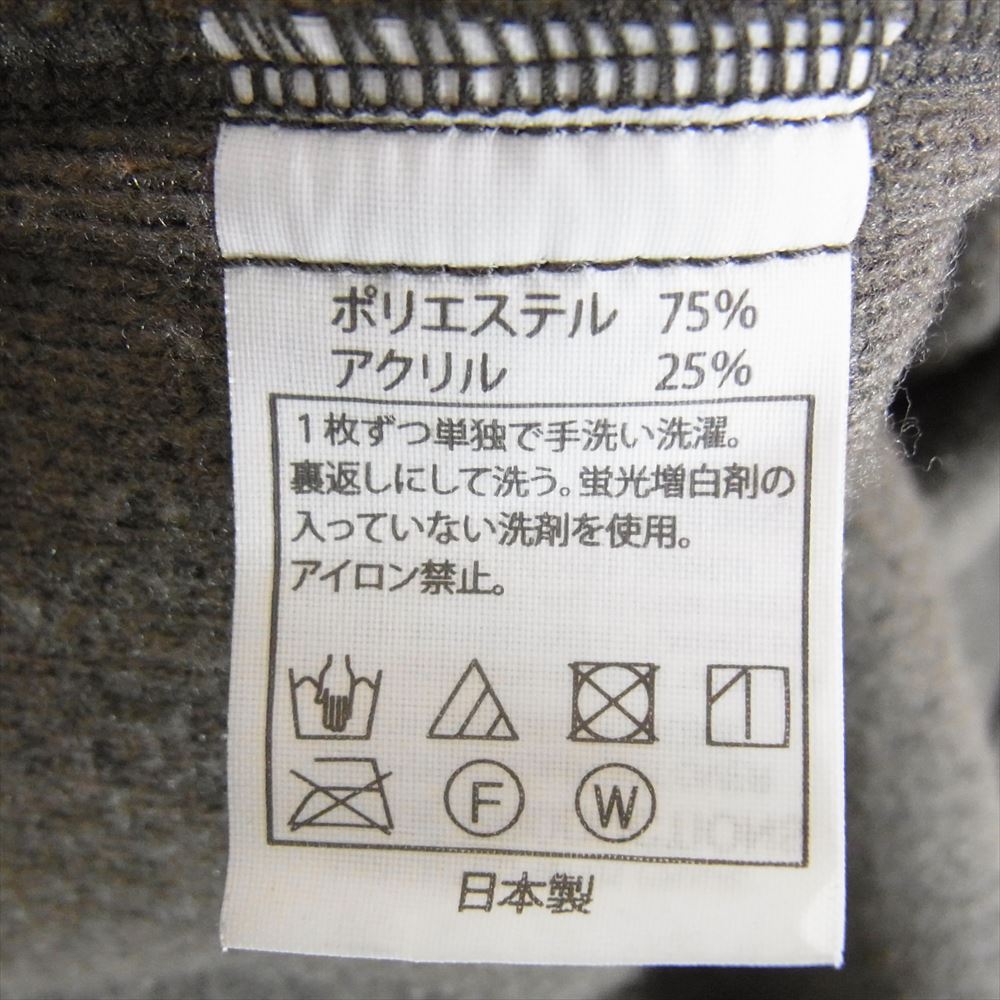 ポリエステル 75%
アクリル 25%
1枚ずつ単独で手洗い洗濯。
裏返しにして洗う。蛍光増白剤の
入っていない洗剤を使用。
アイロン禁止。
F W
日本製